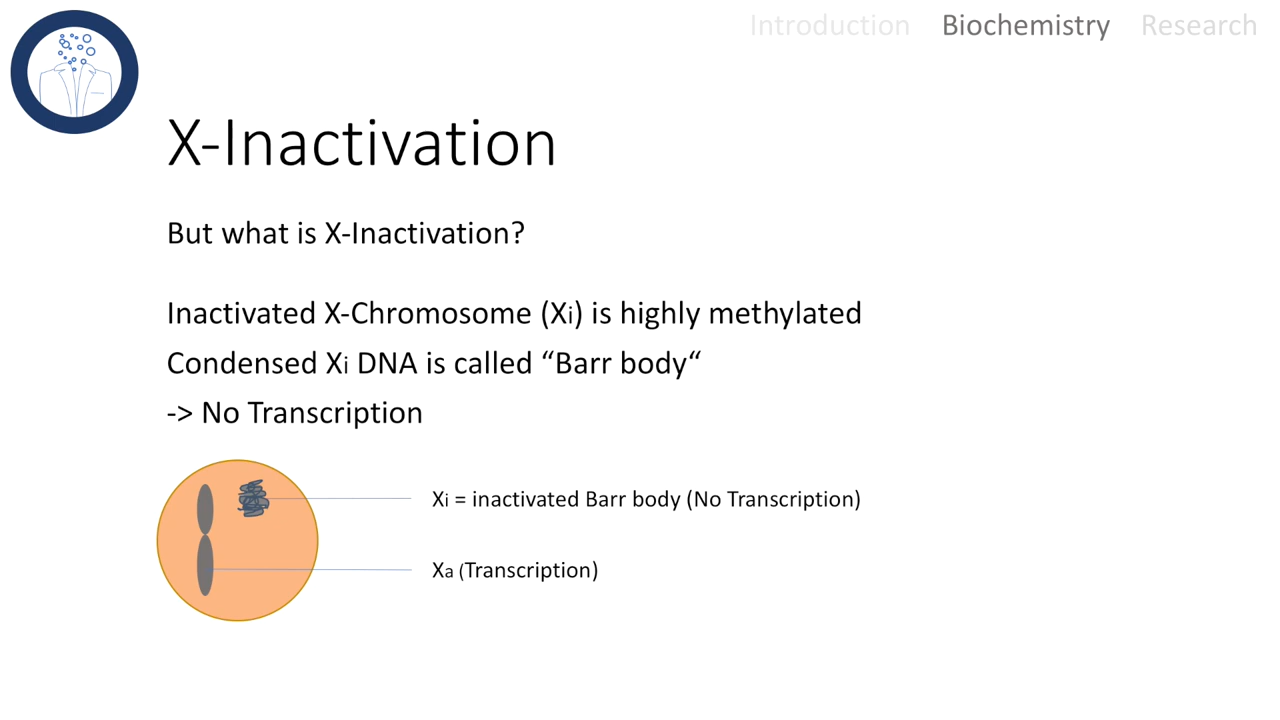 Introduction Biochemistry Research
X-Inactivation
But what is X-Inactivation?
Inactivated X-Chromosome (Xi) is highly methylated
Condensed Xi DNA is called “Barr body“
-> No Transcription
Xi = inactivated Barr body (No Transcription)
Xa (Transcription)